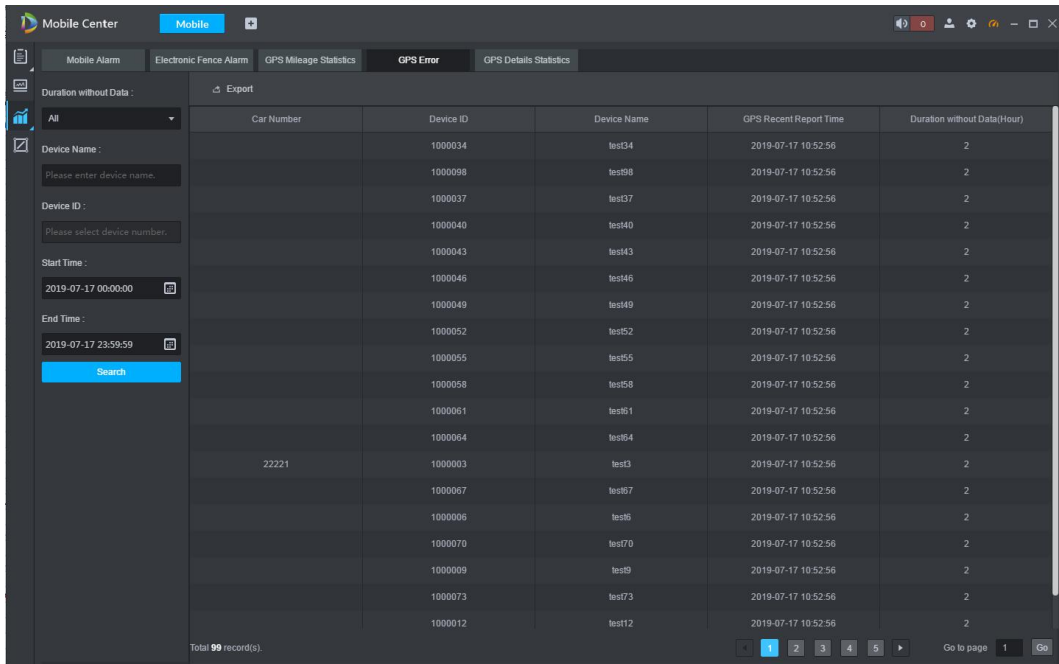 Mobile Center Mobile 0
Mobile Alarm Electronic Fence Alarm GPS Mileage Statistics GPS Error GPS Details Statistics
Duration without Data :
All
Device Name :
Please enter device name.
Device ID :
Please select device number.
Start Time :
2019-07-17 00:00:00
End Time :
2019-07-17 23:59:59
Search
Export
Car Number Device ID Device Name GPS Recent Report Time Duration without Data(Hour)
1000034 test34 2019-07-17 10:52:56 2
1000098 test98 2019-07-17 10:52:56 2
1000037 test37 2019-07-17 10:52:56 2
1000040 test40 2019-07-17 10:52:56 2
1000043 test43 2019-07-17 10:52:56 2
1000046 test46 2019-07-17 10:52:56 2
1000049 test49 2019-07-17 10:52:56 2
1000052 test52 2019-07-17 10:52:56 2
1000055 test55 2019-07-17 10:52:56 2
1000058 test58 2019-07-17 10:52:56 2
1000061 test61 2019-07-17 10:52:56 2
1000064 test64 2019-07-17 10:52:56 2
22221 1000003 test3 2019-07-17 10:52:56 2
1000067 test67 2019-07-17 10:52:56 2
1000006 test6 2019-07-17 10:52:56 2
1000070 test70 2019-07-17 10:52:56 2
1000009 test9 2019-07-17 10:52:56 2
1000073 test73 2019-07-17 10:52:56 2
1000012 test12 2019-07-17 10:52:56 2
Total 99 record(s). 1 2 3 4 5 Go to page 1 Go